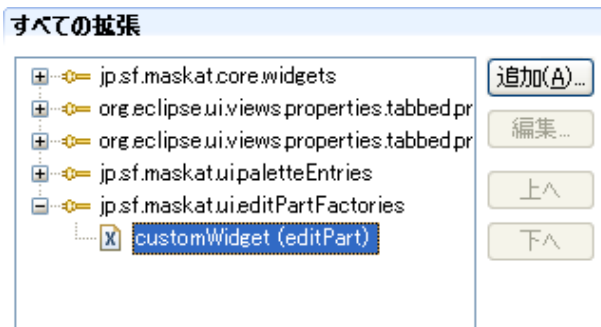 すべての拡張
jp.sf.maskat.core.widgets
org.eclipse.ui.views.properties.tabbed.pr
org.eclipse.ui.views.properties.tabbed.pr
jp.sf.maskat.ui.paletteEntries
jp.sf.maskat.ui.editPartFactories
customWidget (editPart)
追加(A)...
編集...
上へ
下へ